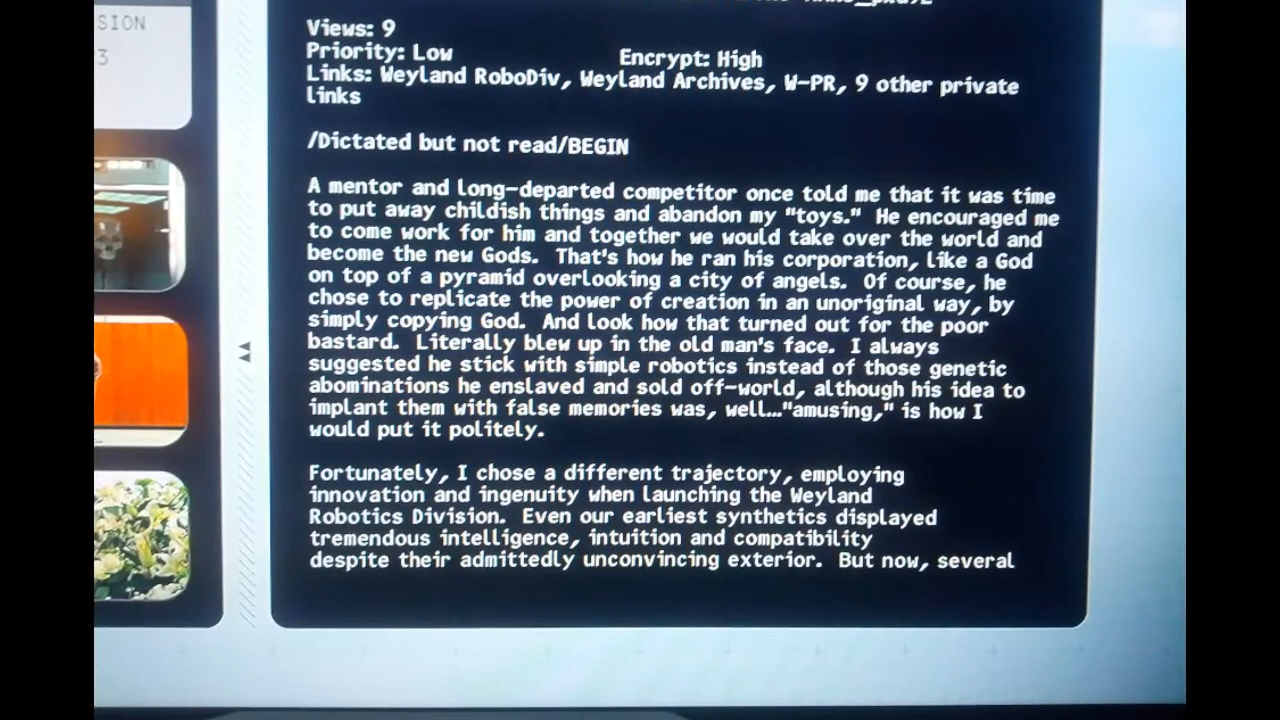 SION
3
Views: 9
Priority: Low Encrypt: High
Links: Weyland RoboDiv, Weyland Archives, W-PR, 9 other private
links
/Dictated but not read/BEGIN
A mentor and long-departed competitor once told me that it was time
to put away childish things and abandon my "toys." He encouraged me
to come work for him and together we would take over the world and
become the new Gods. That's how he ran his corporation, like a God
on top of a pyramid overlooking a city of angels. Of course, he
chose to replicate the power of creation in an unoriginal way, by
simply copying God. And look how that turned out for the poor
bastard. Literally blew up in the old man's face. I always
suggested he stick with simple robotics instead of those genetic
abominations he enslaved and sold off-world, although his idea to
implant them with false memories was, well..."amusing," is how I
would put it politely.
Fortunately, I chose a different trajectory, employing
innovation and ingenuity when launching the Weyland
Robotics Division. Even our earliest synthetics displayed
tremendous intelligence, intuition and compatibility
despite their admittedly unconvincing exterior. But now, several